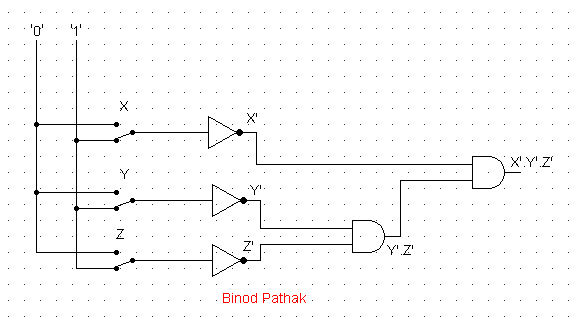 '0' '1'
X
X'
X'.Y'.Z'
Y
Y'
Z
Z'
Y'.Z'
Binod Pathak